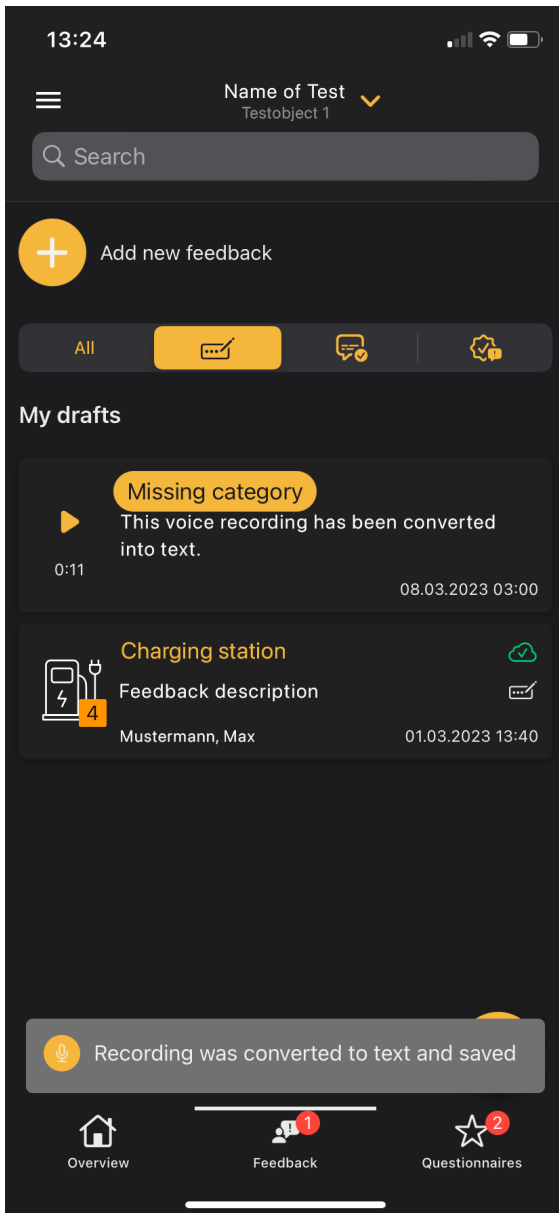 13:24
Name of Test
Testobject 1
Search
Add new feedback
All
My drafts
Missing category
This voice recording has been converted
into text.
0:11
08.03.2023 03:00
Charging station
Feedback description
4
Mustermann, Max
01.03.2023 13:40
Recording was converted to text and saved
1
2
Overview
Feedback
Questionnaires